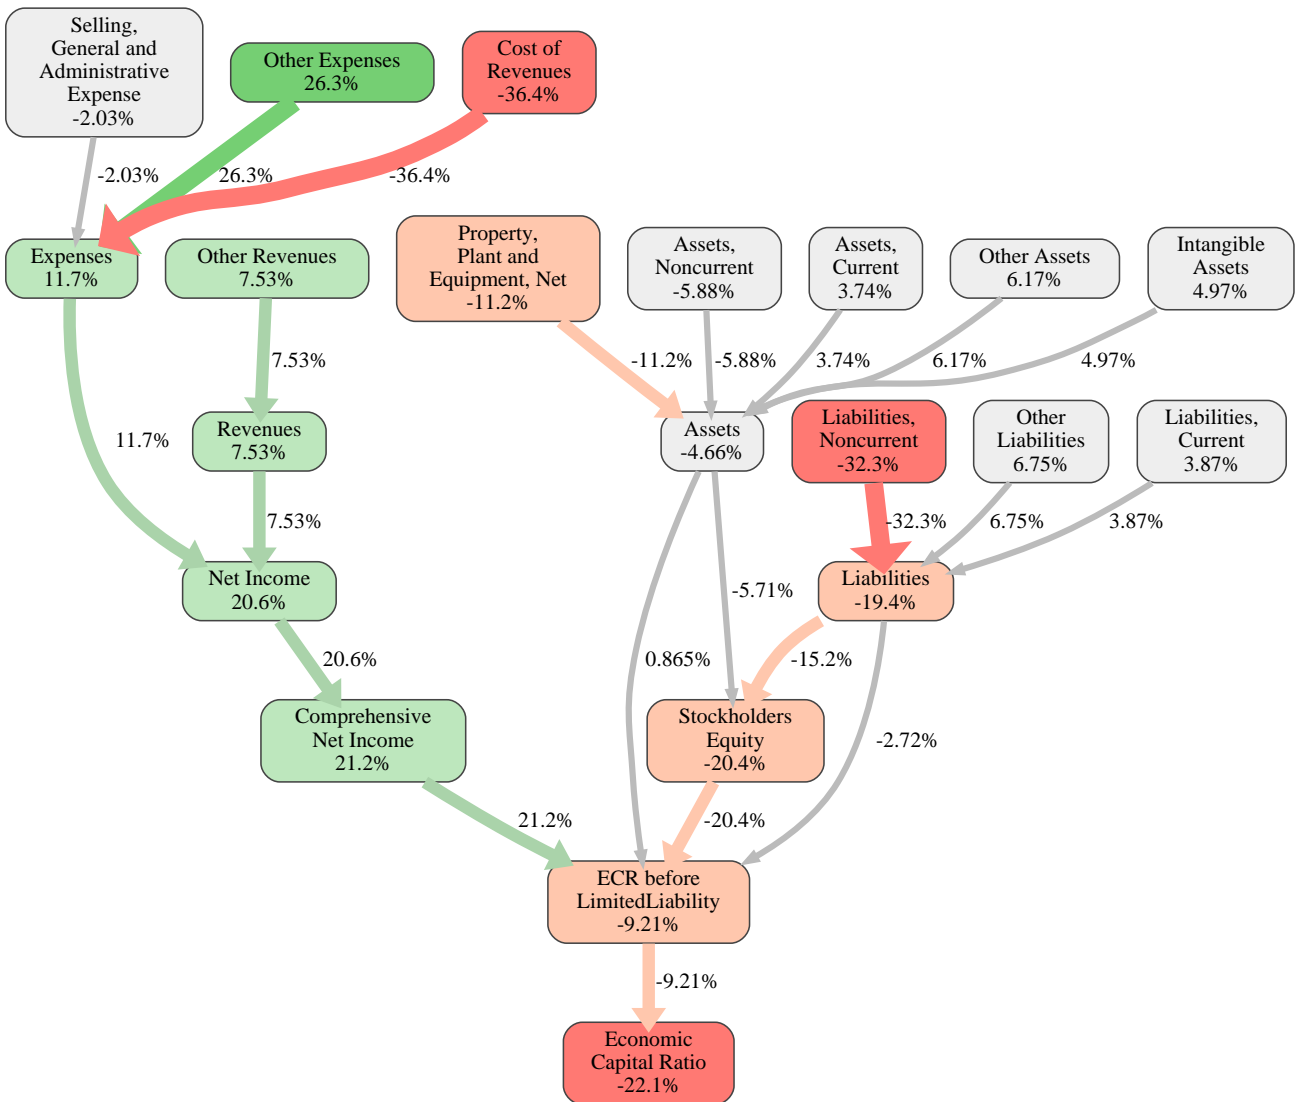 Selling,
General and
Administrative
Expense
-2.03%
Other Expenses
26.3%
Cost of
Revenues
-36.4%
-2.03%
26.3%
-36.4%
Expenses
11.7%
Other Revenues
7.53%
Property,
Plant and
Equipment, Net
-11.2%
Assets,
Noncurrent
-5.88%
Assets,
Current
3.74%
Other Assets
6.17%
Intangible
Assets
4.97%
7.53%
-11.2%
-5.88%
3.74%
6.17%
4.97%
11.7%
Revenues
7.53%
Assets
-4.66%
Liabilities,
Noncurrent
-32.3%
Other
Liabilities
6.75%
Liabilities,
Current
3.87%
7.53%
-32.3%
6.75%
3.87%
Net Income
20.6%
-5.71%
Liabilities
-19.4%
20.6%
0.865%
-15.2%
Comprehensive
Net Income
21.2%
Stockholders
Equity
-20.4%
-2.72%
21.2%
-20.4%
ECR before
LimitedLiability
-9.21%
-9.21%
Economic
Capital Ratio
-22.1%